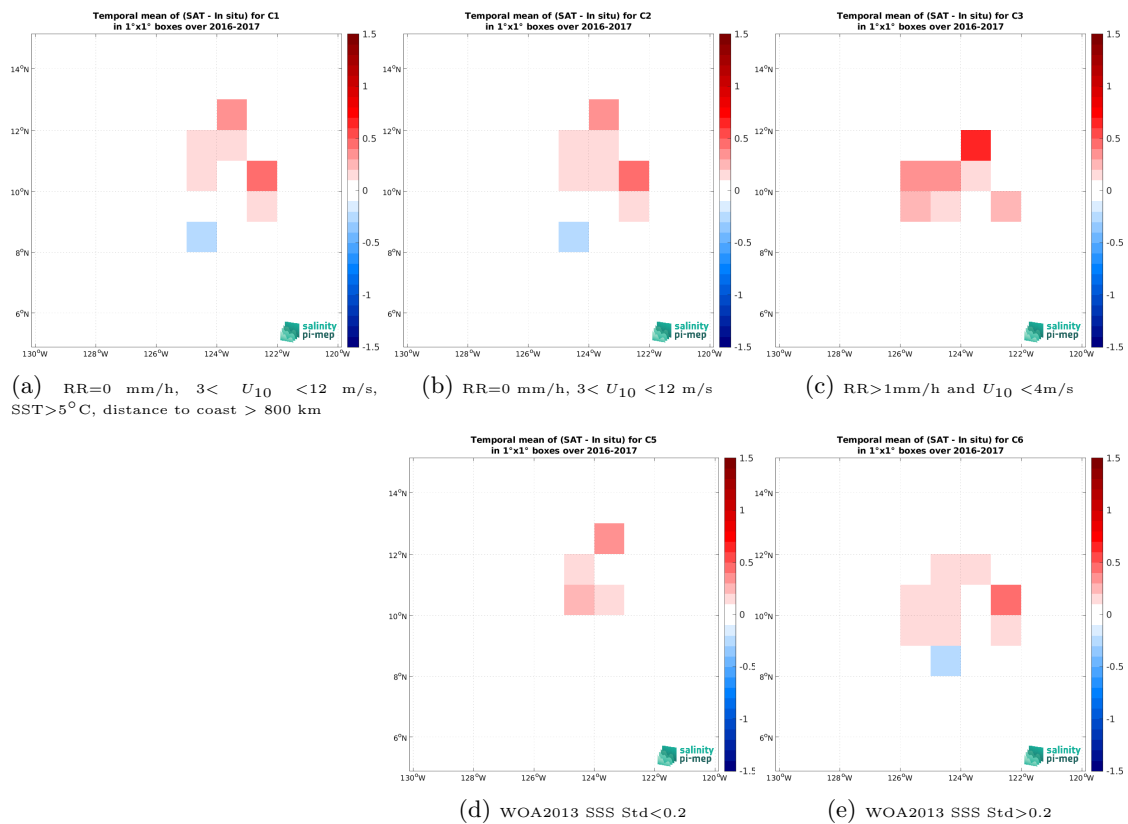 Temporal mean of (SAT - In situ) for C1
in 1°x1° boxes over 2016-2017
14°N
12°N
10°N
8°N
6°N
130°W 128°W 126°W 124°W 122°W 120°W
1.5
1
0.5
0
-0.5
-1
-1.5
salinity
pi-mep
(a) RR=0 mm/h, 3< U10 <12 m/s,
SST>5°C, distance to coast > 800 km
Temporal mean of (SAT - In situ) for C2
in 1°x1° boxes over 2016-2017
14°N
12°N
10°N
8°N
6°N
130°W 128°W 126°W 124°W 122°W 120°W
1.5
1
0.5
0
-0.5
-1
-1.5
salinity
pi-mep
(b) RR=0 mm/h, 3< U10 <12 m/s
Temporal mean of (SAT - In situ) for C3
in 1°x1° boxes over 2016-2017
14°N
12°N
10°N
8°N
6°N
130°W 128°W 126°W 124°W 122°W 120°W
1.5
1
0.5
0
-0.5
-1
-1.5
salinity
pi-mep
(c) RR>1mm/h and U10 <4m/s
Temporal mean of (SAT - In situ) for C5
in 1°x1° boxes over 2016-2017
14°N
12°N
10°N
8°N
6°N
130°W 128°W 126°W 124°W 122°W 120°W
1.5
1
0.5
0
-0.5
-1
-1.5
salinity
pi-mep
(d) WOA2013 SSS Std<0.2
Temporal mean of (SAT - In situ) for C6
in 1°x1° boxes over 2016-2017
14°N
12°N
10°N
8°N
6°N
130°W 128°W 126°W 124°W 122°W 120°W
1.5
1
0.5
0
-0.5
-1
-1.5
salinity
pi-mep
(e) WOA2013 SSS Std>0.2